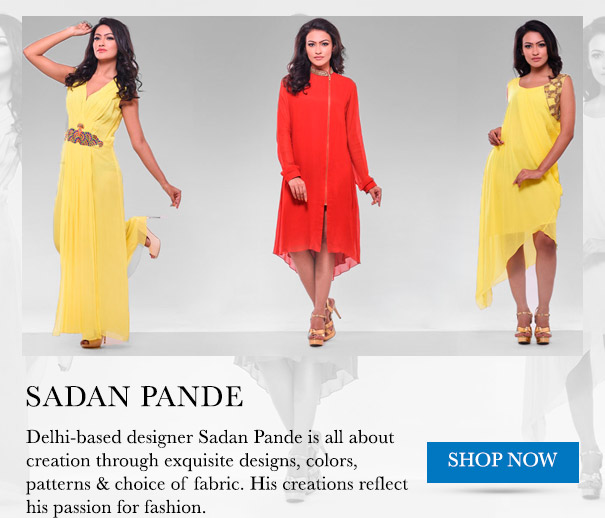 SADAN PANDE
Delhi-based designer Sadan Pande is all about
creation through exquisite designs, colors,
patterns & choice of fabric. His creations reflect
his passion for fashion.
SHOP NOW